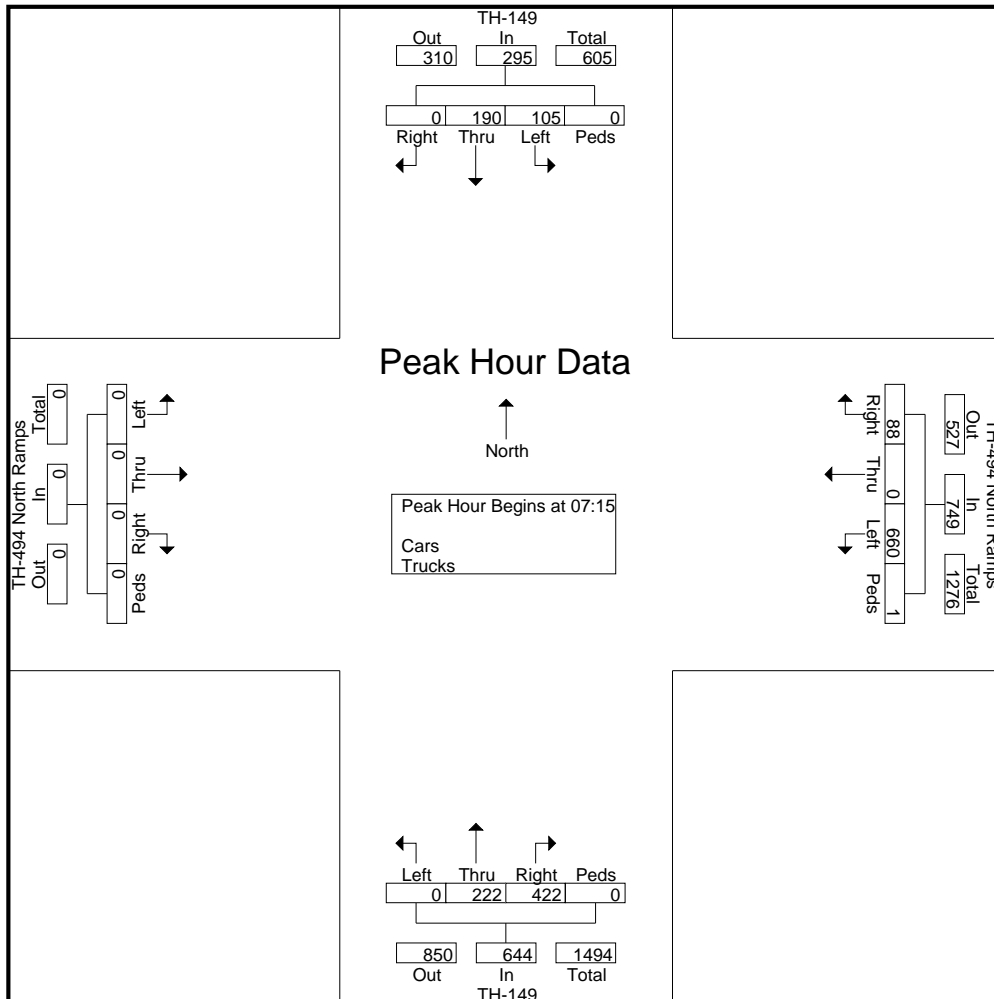 TH-149
Out In Total
310 295 605
0 190 105 0
Right Thru Left Peds
Peak Hour Data
North
Peak Hour Begins at 07:15
Cars
Trucks
TH-494 North Ramps
Total In Out
0 0 0
0 0 0 0
Left Thru Right Peds
Right Thru Left Peds
88 0 660 1
Out In Total
527 749 1276
TH-494 North Ramps
Left Thru Right Peds
0 222 422 0
850 644 1494
Out In Total
TH-149